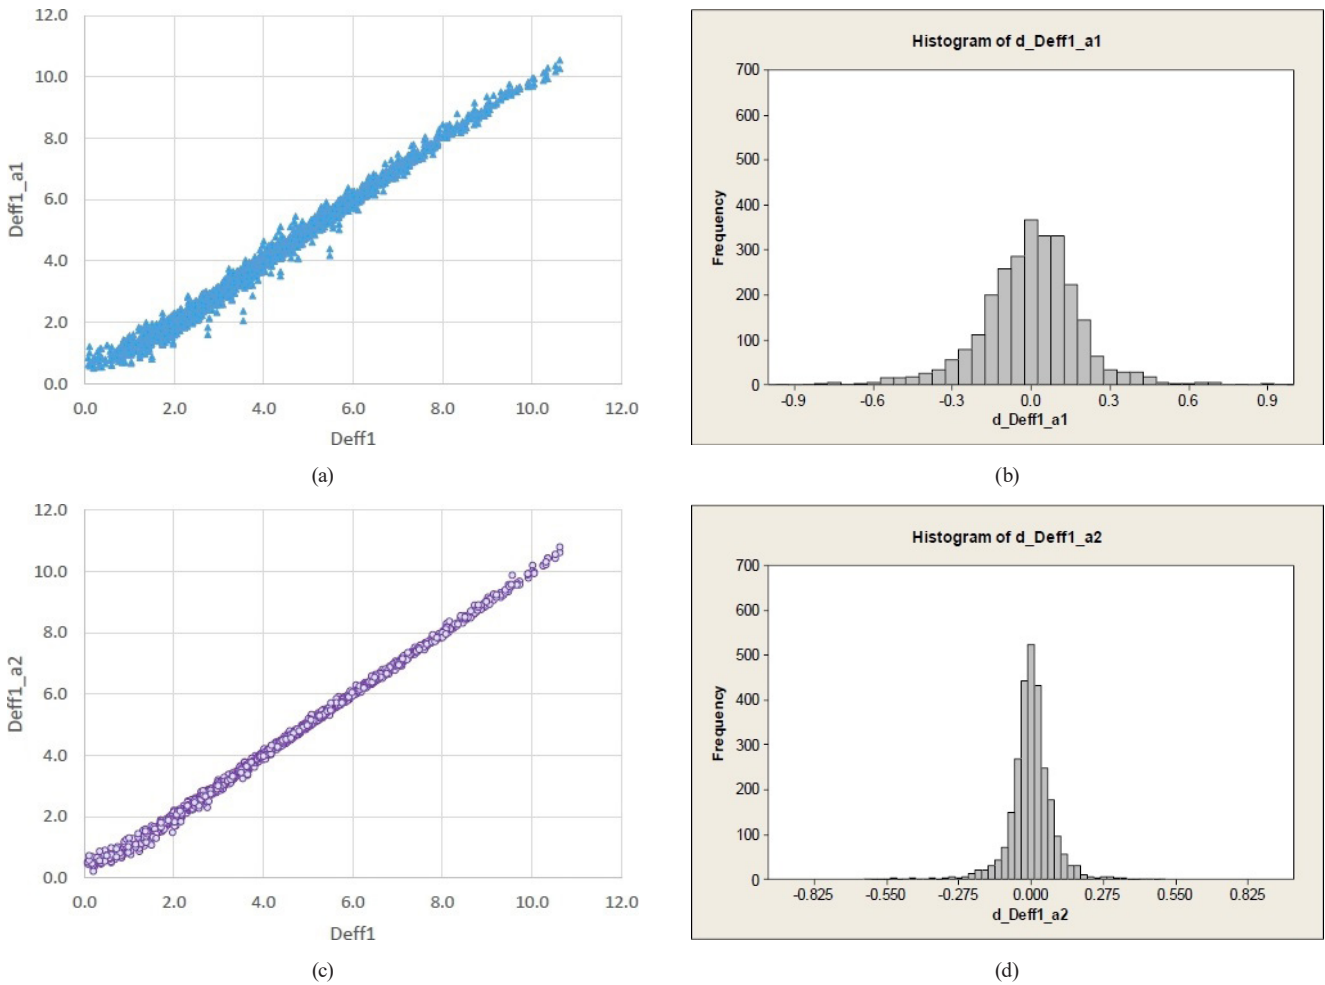 12.0
10.0
8.0
6.0
4.0
2.0
0.0
Deff1_a1
0.0 2.0 4.0 6.0 8.0 10.0 12.0
Deff1
(a)
Histogram of d_Deff1_a1
700
600
500
400
300
200
100
0
Frequency
-0.9 -0.6 -0.3 0.0 0.3 0.6 0.9
d_Deff1_a1
(b)
12.0
10.0
8.0
6.0
4.0
2.0
0.0
Deff1_a2
0.0 2.0 4.0 6.0 8.0 10.0 12.0
Deff1
(c)
Histogram of d_Deff1_a2
700
600
500
400
300
200
100
0
Frequency
-0.825 -0.550 -0.275 0.000 0.275 0.550 0.825
d_Deff1_a2
(d)